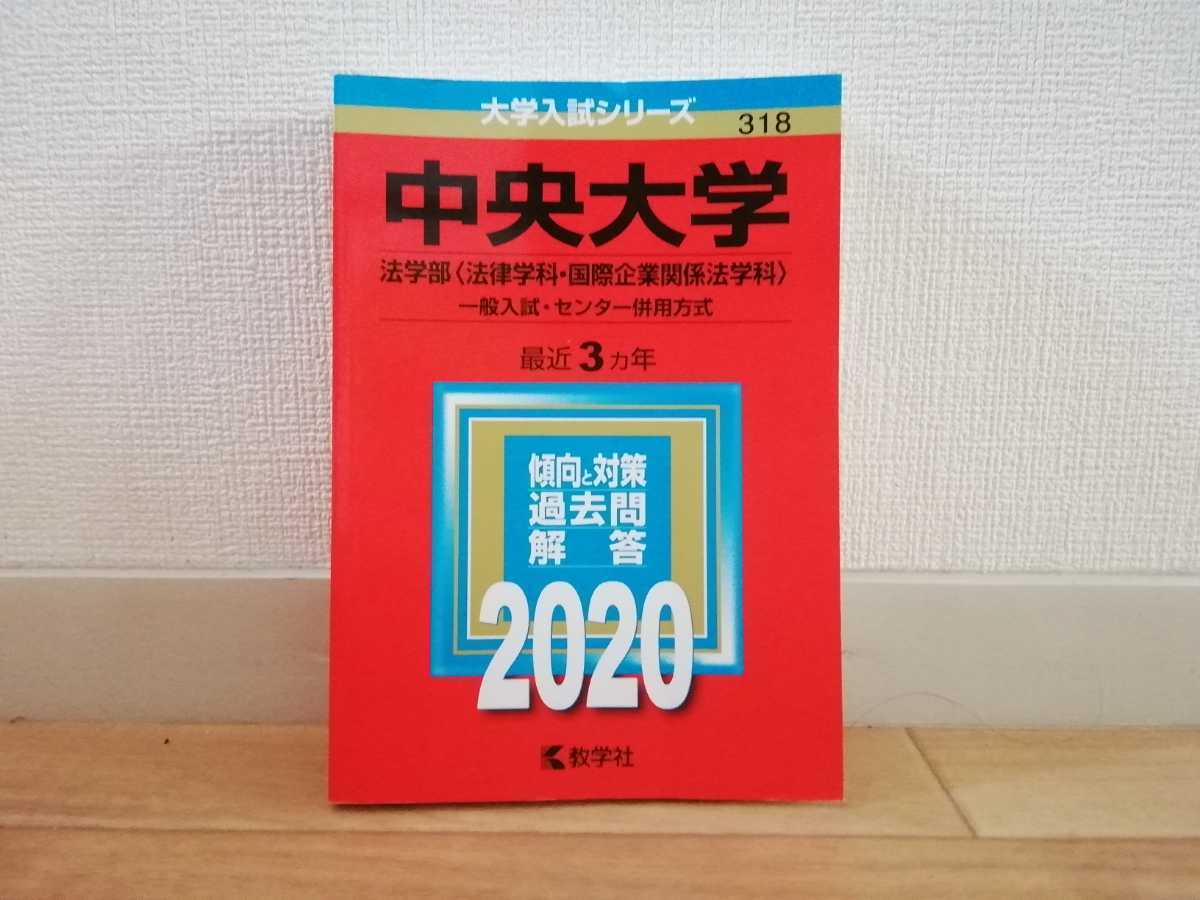 大学入試シリーズ
318
中央大学
法学部〈法律学科・国際企業関係法学科〉
一般入試・センター併用方式
最近3ヵ年
傾向と対策
過去問
解答
2020
教学社